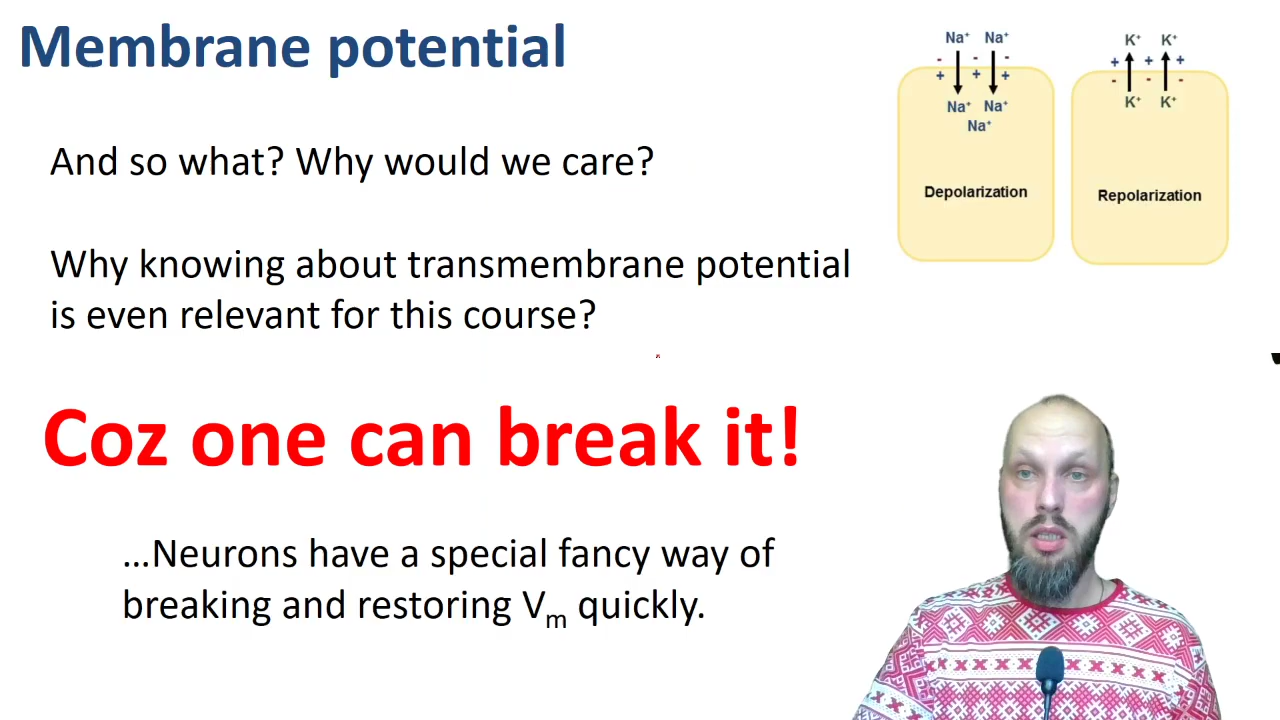 Membrane potential
And so what? Why would we care?
Why knowing about transmembrane potential
is even relevant for this course?
Coz one can break it!
...Neurons have a special fancy way of
breaking and restoring Vm quickly.
Na⁺ Na⁺
- - -
+ + +
Na⁺ Na⁺
Na⁺
Depolarization
K⁺ K⁺
+ + +
- - -
K⁺ K⁺
Repolarization